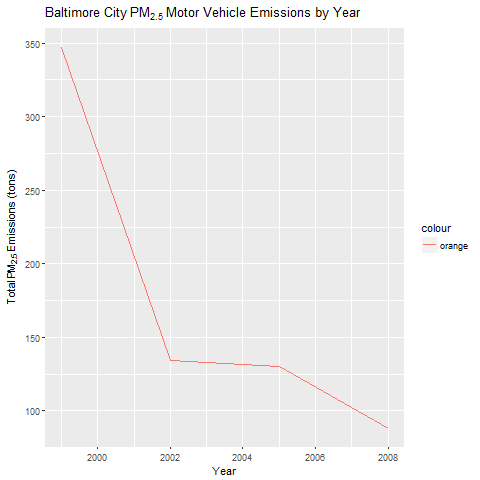 Baltimore City PM2.5 Motor Vehicle Emissions by Year
350
300
250
200
150
100
Total PM2.5 Emissions (tons)
2000 2002 2004 2006 2008
Year
colour
orange